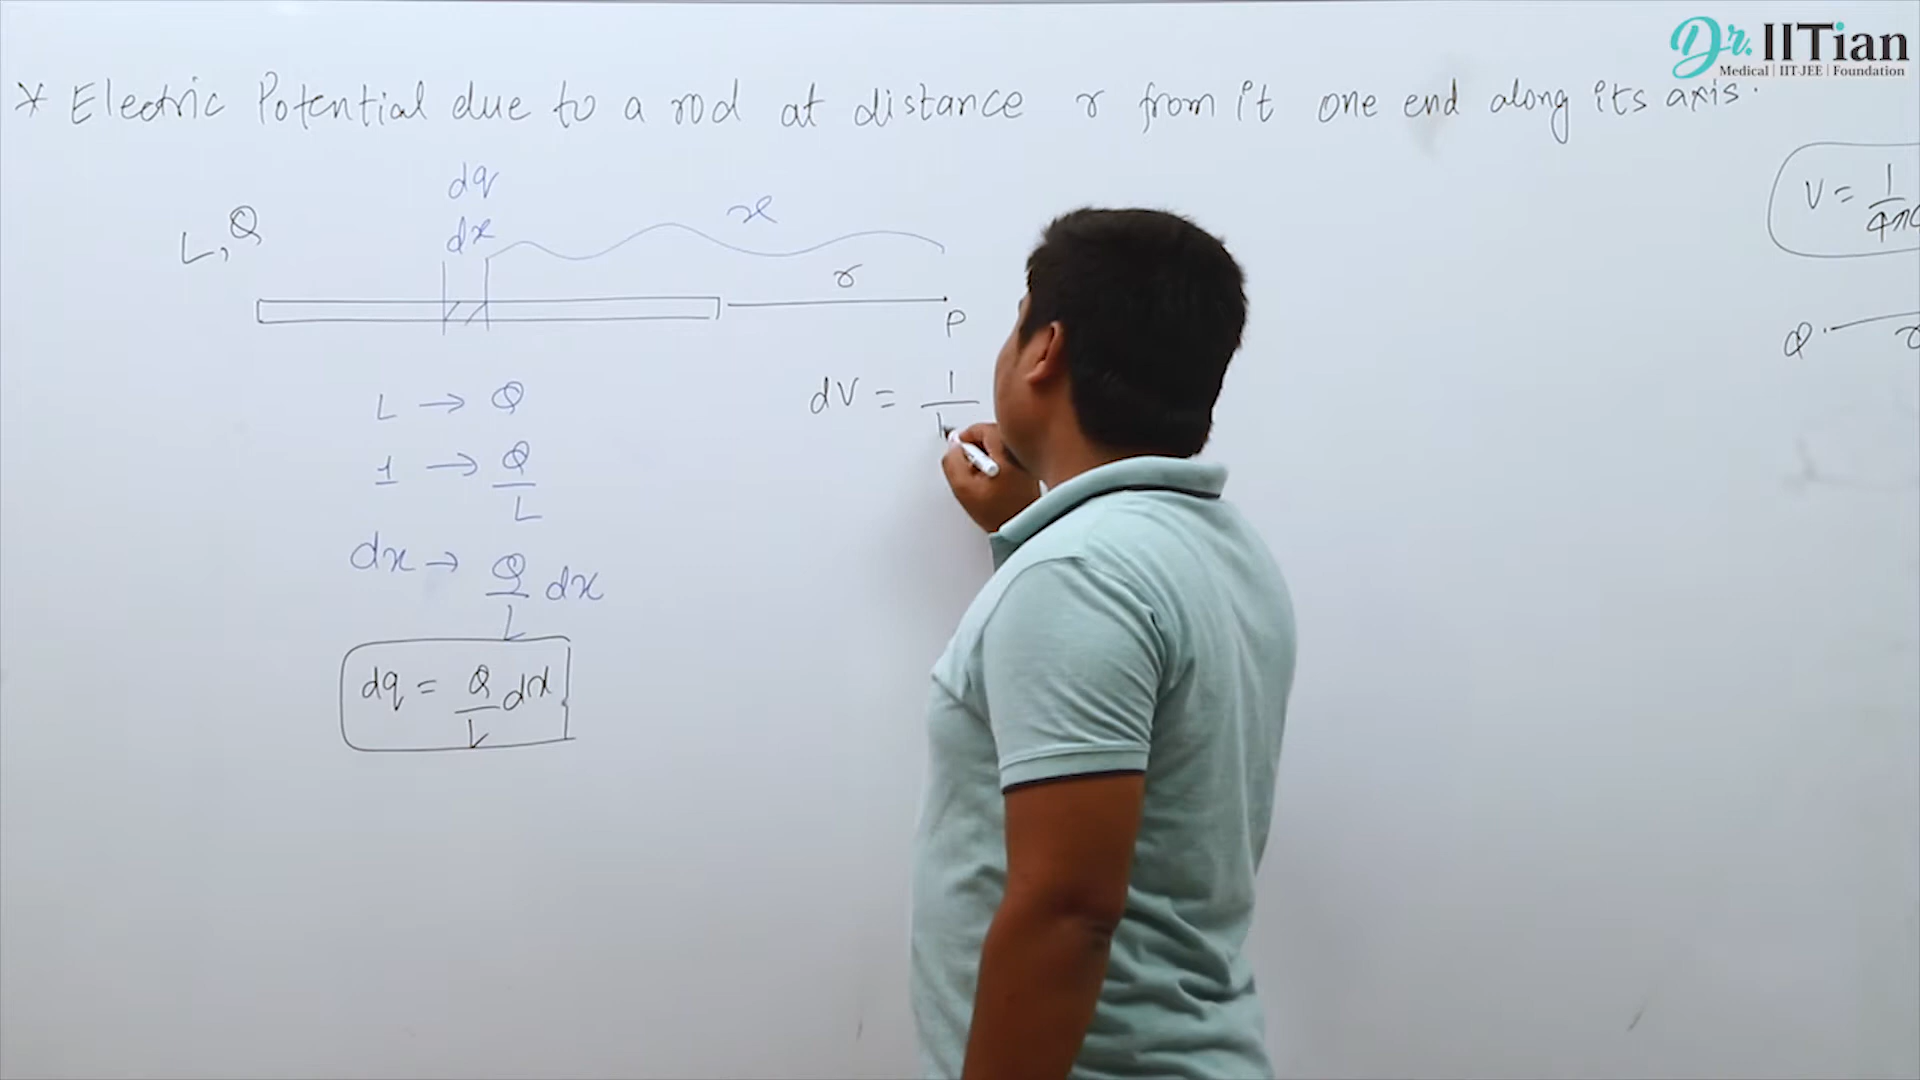 Dr. IITian
Medical | IIT-JEE | Foundation
* Electric Potential due to a rod at distance r from it one end along its axis.
dq
dx
x
L, Q
r
P
V = 1
Q
r
dV = 1
L → Q
1 → Q/L
dx → Q/L dx
dq = Q/L dx